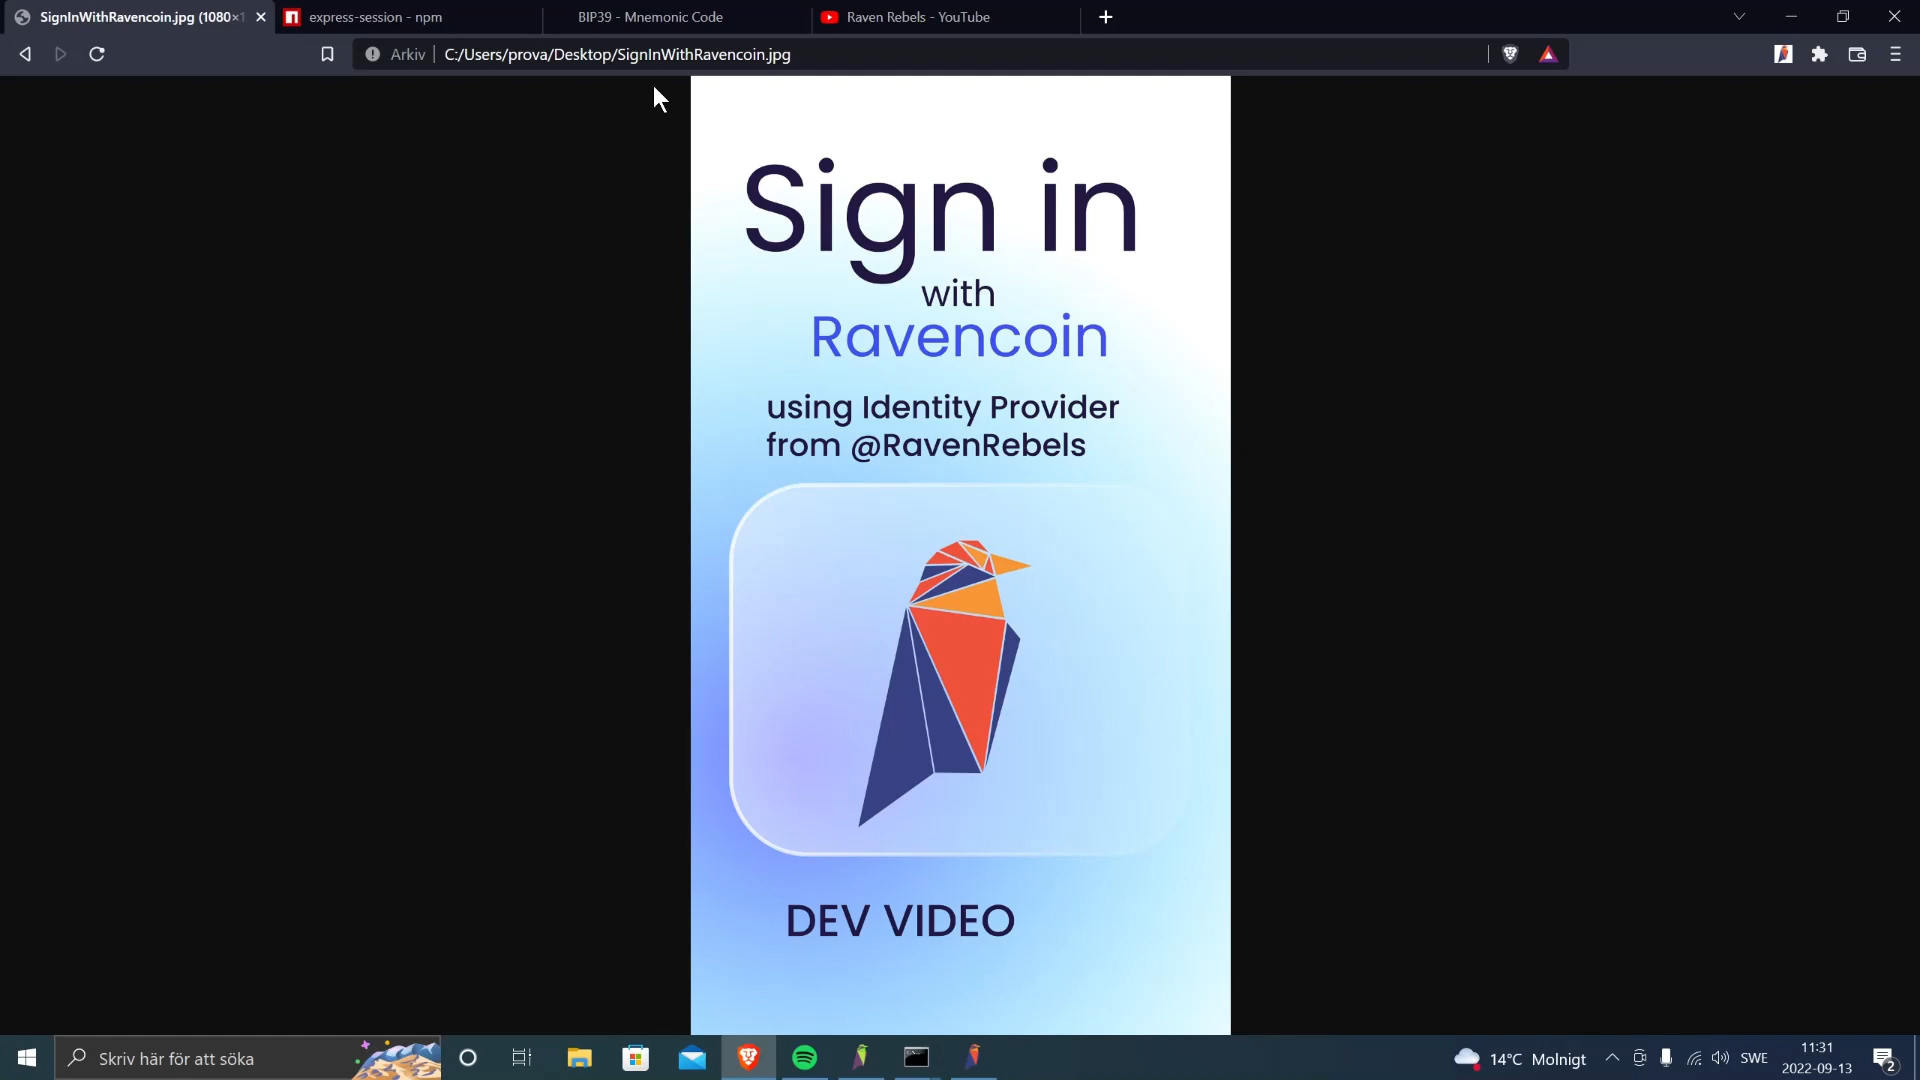 SignInWithRavencoin.jpg (1080×1
express-session - npm
BIP39 - Mnemonic Code
Raven Rebels - YouTube
Arkiv
C:/Users/prova/Desktop/SignInWithRavencoin.jpg
Sign in
with
Ravencoin
using Identity Provider
from @RavenRebels
DEV VIDEO
Skriv här för att söka
14°C Molnigt
SWE
11:31
2022-09-13
2